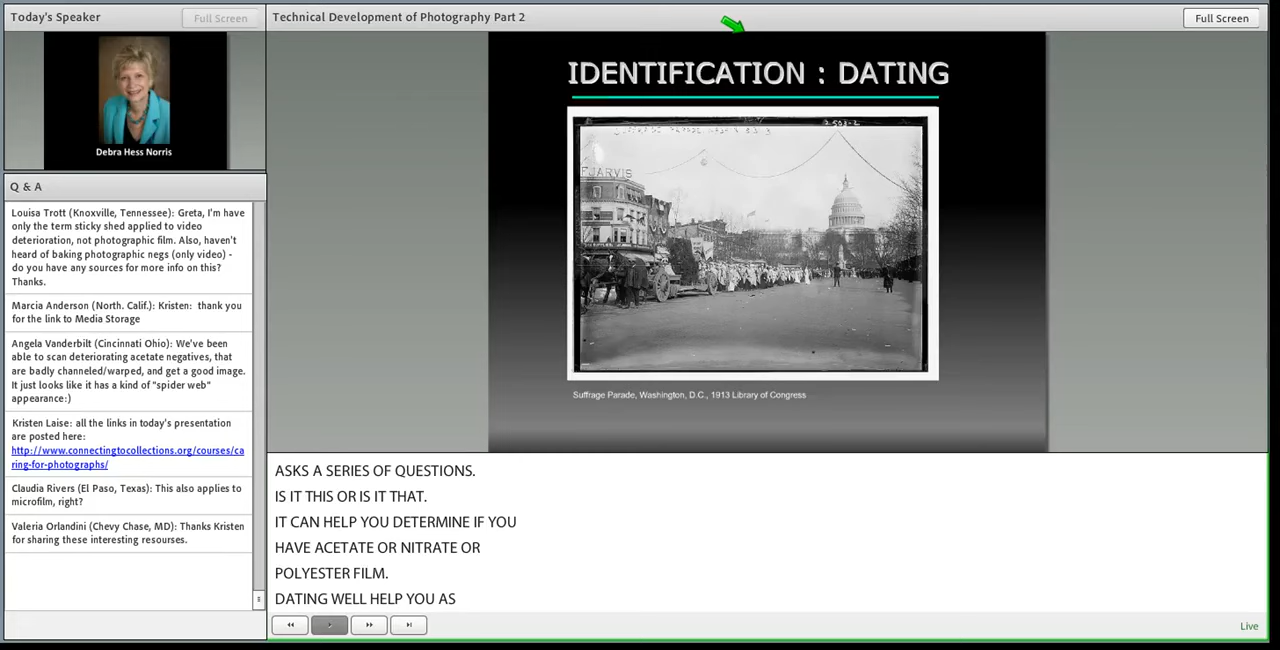 Today's Speaker
Full Screen
Technical Development of Photography Part 2
Full Screen
Debra Hess Norris
IDENTIFICATION : DATING
2503-2
F. JARVIS
Suffrage Parade, Washington, D.C., 1913 Library of Congress
Q & A
Louisa Trott (Knoxville, Tennessee): Greta, I'm have
only the term sticky shed applied to video
deterioration, not photographic film. Also, haven't
heard of baking photographic negs (only video) -
do you have any sources for more info on this?
Thanks.
Marcia Anderson (North. Calif.): Kristen: thank you
for the link to Media Storage
Angela Vanderbilt (Cincinnati Ohio): We've been
able to scan deteriorating acetate negatives, that
are badly channeled/warped, and get a good image.
It just looks like it has a kind of "spider web"
appearance:)
Kristen Laise: all the links in today's presentation
are posted here:
http://www.connectingtocollections.org/courses/ca
ring-for-photographs/
Claudia Rivers (El Paso, Texas): This also applies to
microfilm, right?
Valeria Orlandini (Chevy Chase, MD): Thanks Kristen
for sharing these interesting resourses.
ASKS A SERIES OF QUESTIONS.
IS IT THIS OR IS IT THAT.
IT CAN HELP YOU DETERMINE IF YOU
HAVE ACETATE OR NITRATE OR
POLYESTER FILM.
DATING WELL HELP YOU AS
Live